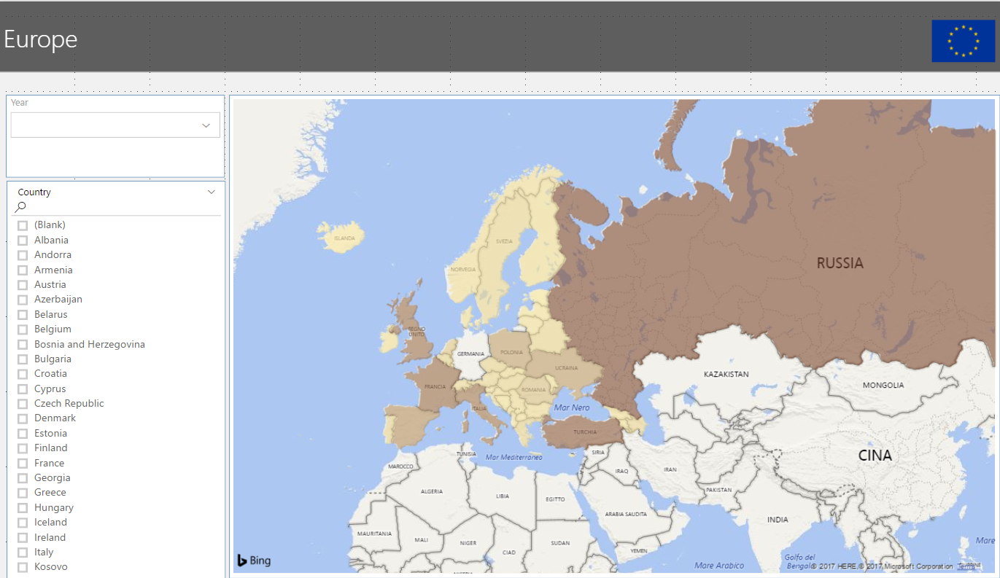 Europe
Year
Country
(Blank)
Albania
Andorra
Armenia
Austria
Azerbaijan
Belarus
Belgium
Bosnia and Herzegovina
Bulgaria
Croatia
Cyprus
Czech Republic
Denmark
Estonia
Finland
France
Georgia
Greece
Hungary
Iceland
Ireland
Italy
Kosovo
ISLANDA
SVEZIA
NORVEGIA
RUSSIA
REGNO
UNITO
GERMANIA
POLONIA
UCRAINA
KAZAKISTAN
MONGOLIA
FRANCIA
ROMANIA
ITALIA
Mar Nero
TURCHIA
CINA
TUNISIA
Mar Mediterraneo
SIRIA
MAROCCO
IRAQ
IRAN
ALGERIA
LIBIA
EGITTO
PAKISTAN
ARABIA SAUDITA
INDIA
MAURITANIA
MALI
NIGER
CIAD
SUDAN
YEMEN
Mare
Golfo del
Bengala
Mare Arabico
Bing
© 2017 HERE, © 2017 Microsoft Corporation